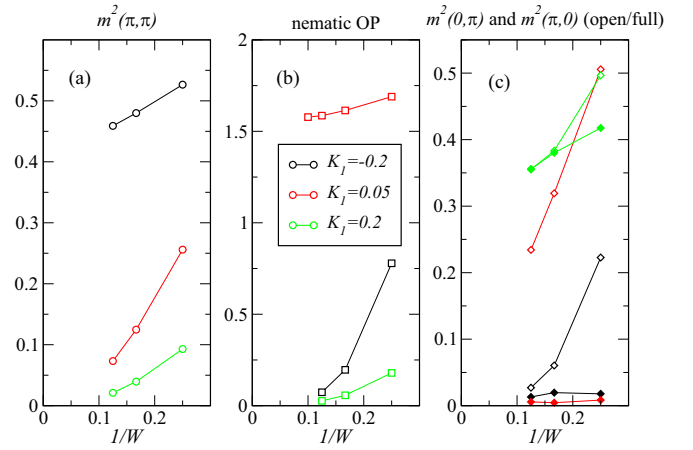 m²(π,π)
nematic OP
m²(0,π) and m²(π,0) (open/full)
(a)
(b)
(c)
0.5
0.4
0.3
0.2
0.1
0
2
1.5
1
0.5
0
0.5
0.4
0.3
0.2
0.1
0
K₁=-0.2
K₁=0.05
K₁=0.2
0 0.1 0.2
0 0.1 0.2
0 0.1 0.2
1/W
1/W
1/W